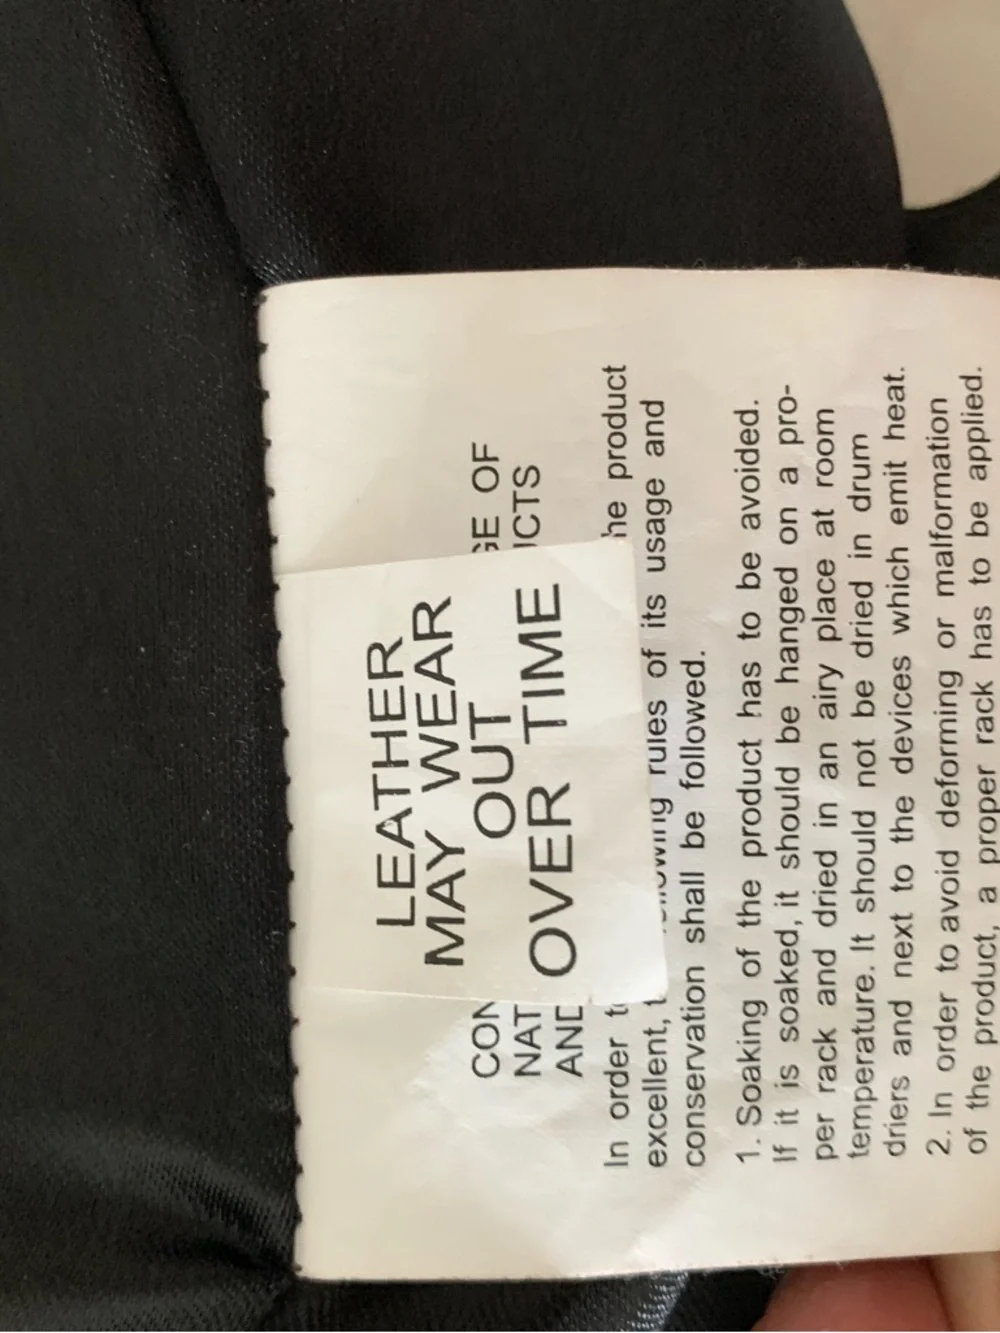 LEATHER
MAY WEAR
OUT
OVER TIME
GE OF
CTS
AND
In order he product
excellent, rules of its usage and
conservation shall be followed.
1. Soaking of the product has to be avoided.
If it is soaked, it should be hanged on a pro-
per rack and dried in an airy place at room
temperature. It should not be dried in drum
driers and next to the devices which emit heat.
2. In order to avoid deforming or malformation
of the product, a proper rack has to be applied.